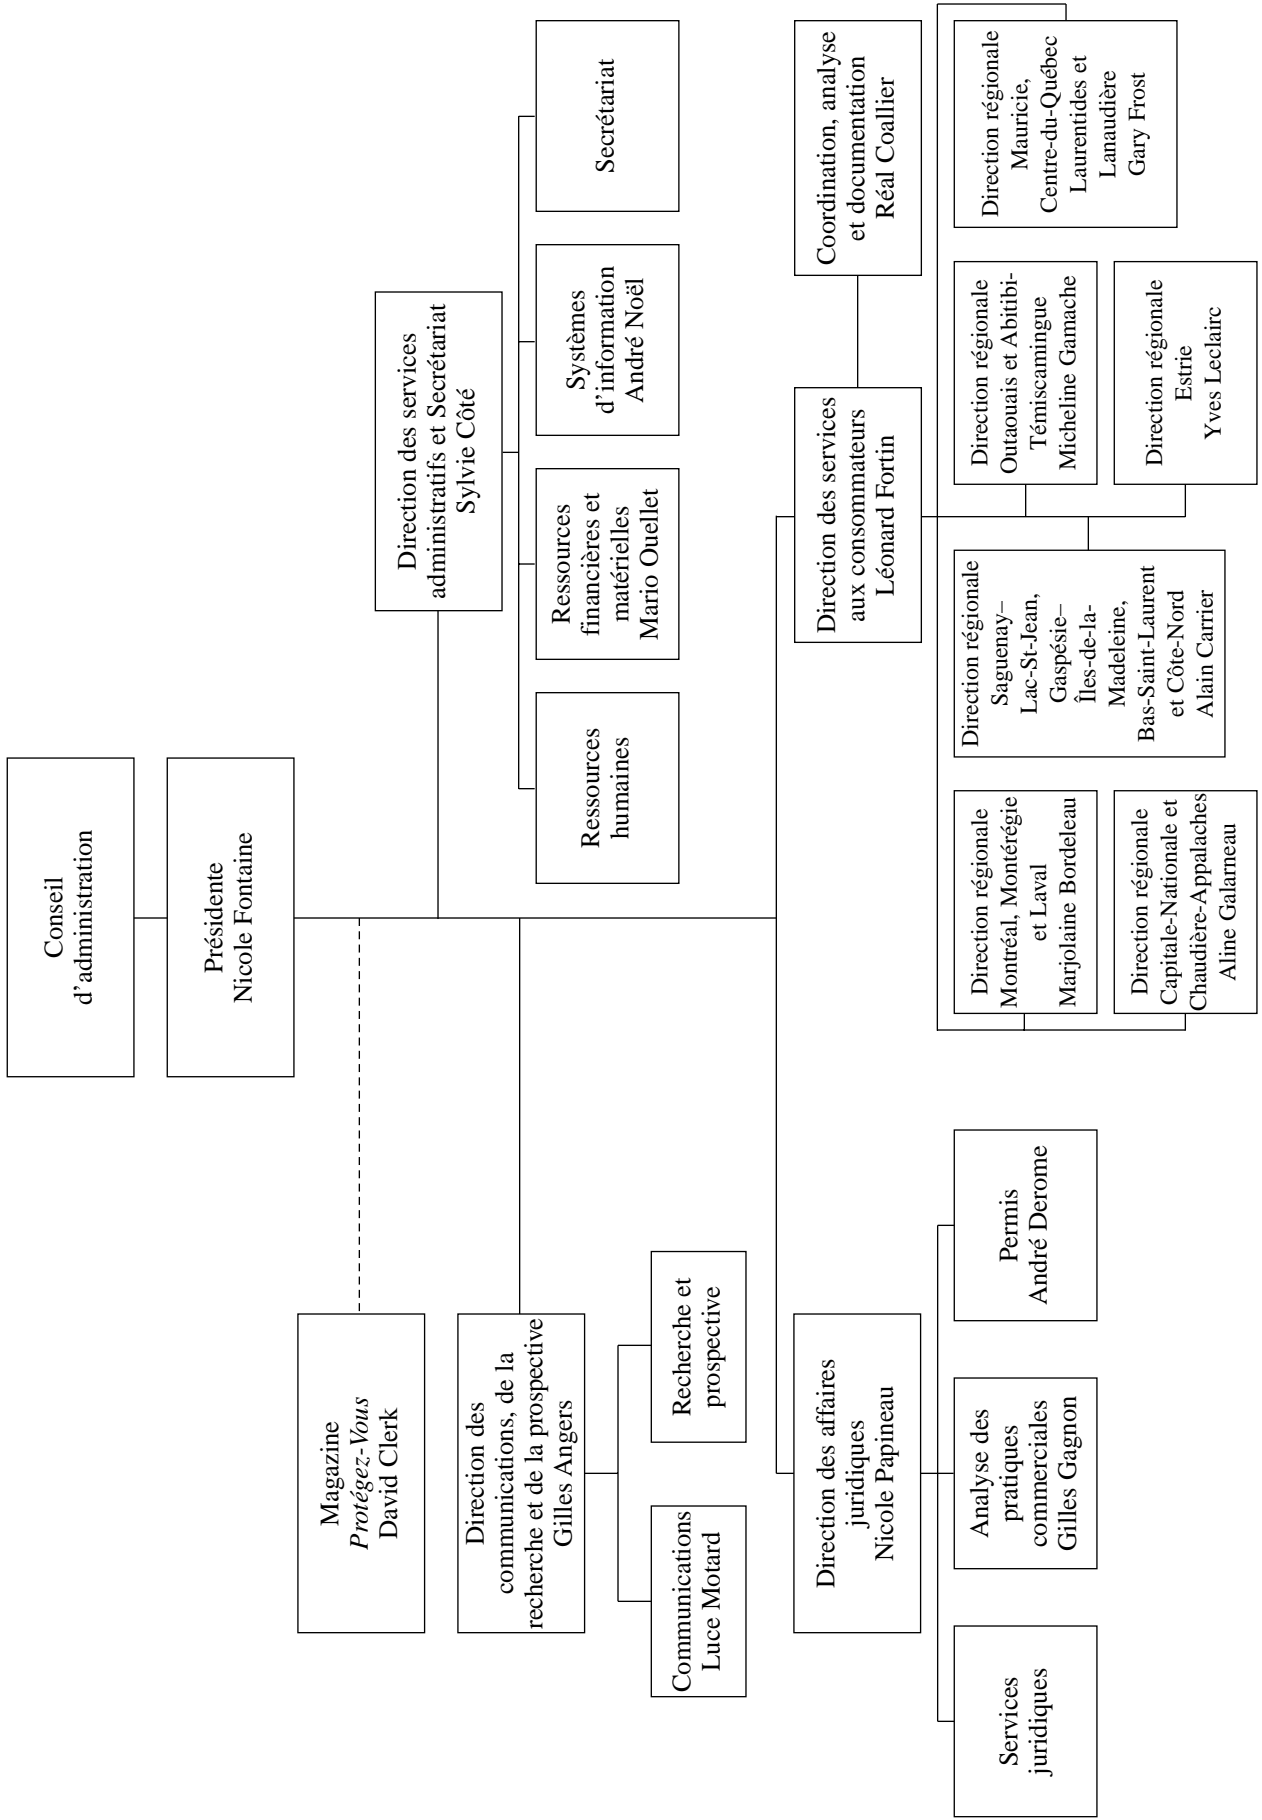 Conseil
d'administration
Présidente
Nicole Fontaine
Magazine
Protégez-Vous
David Clerk
Direction des services
administratifs et Secrétariat
Sylvie Côté
Direction des
communications, de la
recherche et de la prospective
Gilles Angers
Ressources
humaines
Ressources
financières et
matérielles
Mario Ouellet
Systèmes
d'information
André Noël
Secrétariat
Communications
Luce Motard
Recherche et
prospective
Direction des affaires
juridiques
Nicole Papineau
Direction des services
aux consommateurs
Léonard Fortin
Coordination, analyse
et documentation
Réal Coallier
Services
juridiques
Analyse des
pratiques
commerciales
Gilles Gagnon
Permis
André Derome
Direction régionale
Montréal, Montérégie
et Laval
Marjolaine Bordeleau
Direction régionale
Saguenay–
Lac-St-Jean,
Gaspésie–
Îles-de-la-
Madeleine,
Bas-Saint-Laurent
et Côte-Nord
Alain Carrier
Direction régionale
Outaouais et Abitibi-
Témiscamingue
Micheline Gamache
Direction régionale
Mauricie,
Centre-du-Québec
Laurentides et
Lanaudière
Gary Frost
Direction régionale
Capitale-Nationale et
Chaudière-Appalaches
Aline Galarneau
Direction régionale
Estrie
Yves Leclairc